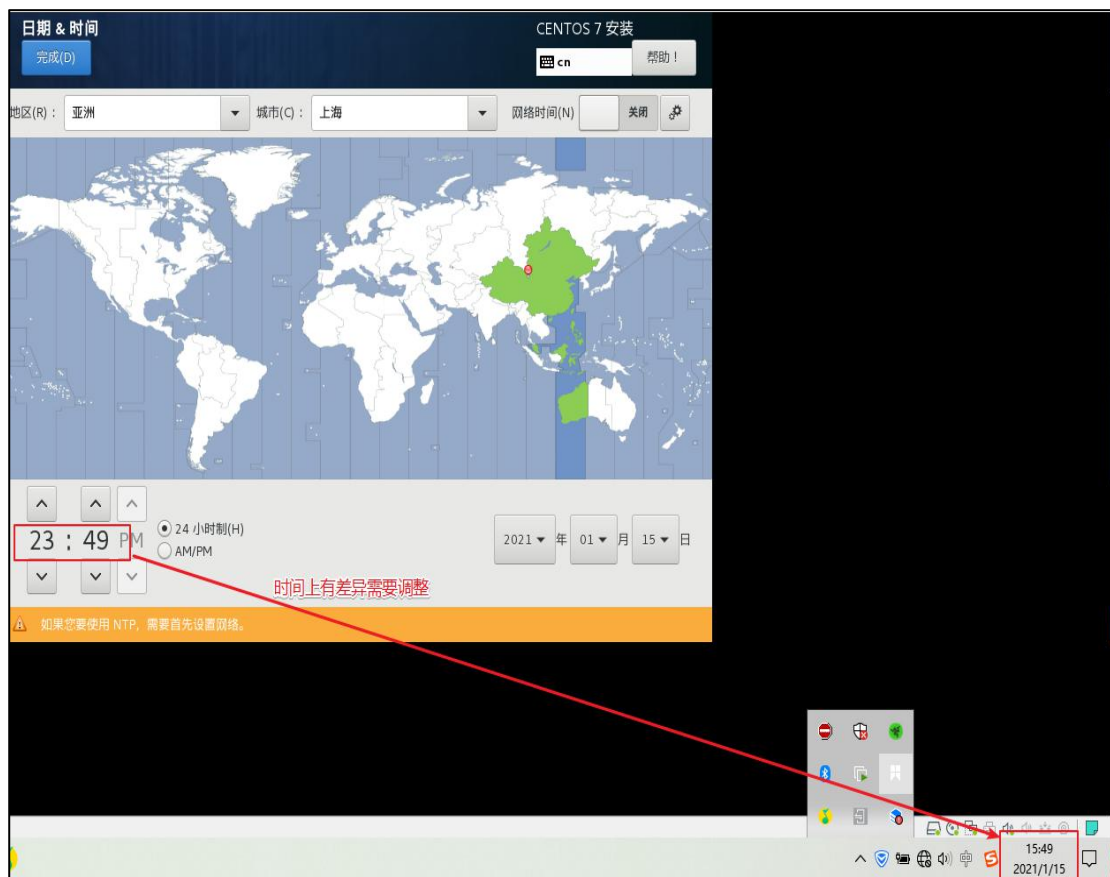 日期 & 时间
CENTOS 7 安装
完成(D)
cn
帮助！
地区(R)：
亚洲
城市(C)：
上海
网络时间(N)
关闭
23 : 49 PM
24 小时制(H)
AM/PM
2021 年 01 月 15 日
时间上有差异需要调整
如果您要使用 NTP，需要首先设置网络。
中
15:49
2021/1/15